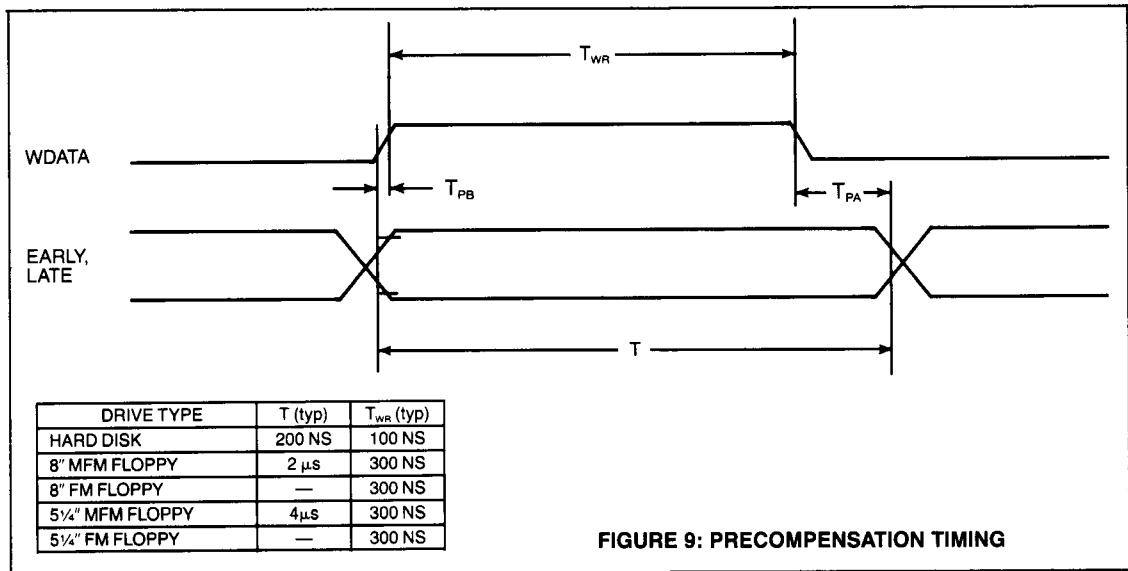 T_WR
WDATA
T_PB
T_PA
EARLY,
LATE
T
DRIVE TYPE T (typ) T_WR (typ)
HARD DISK 200 NS 100 NS
8" MFM FLOPPY 2 μs 300 NS
8" FM FLOPPY — 300 NS
5¼" MFM FLOPPY 4μs 300 NS
5¼" FM FLOPPY — 300 NS
FIGURE 9: PRECOMPENSATION TIMING